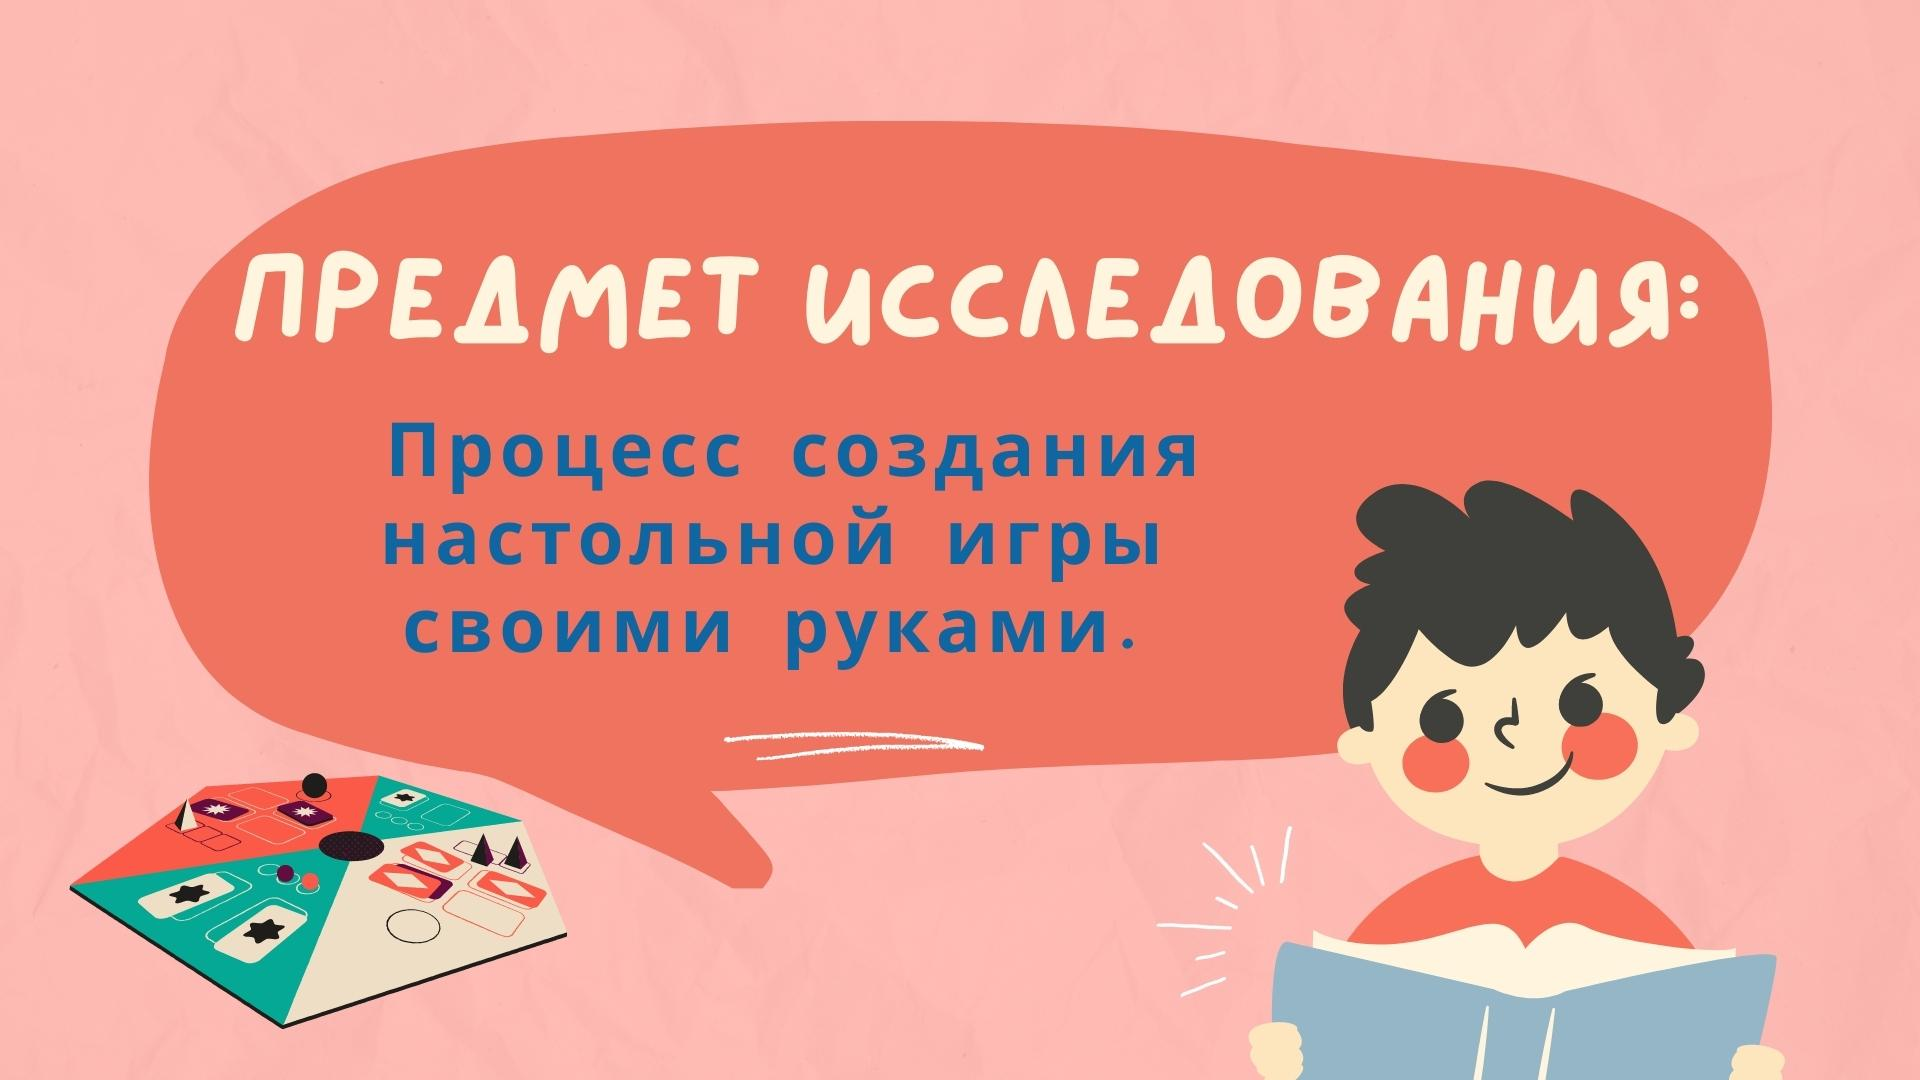 ПРЕДМЕТ ИССЛЕДОВАНИЯ:
Процесс создания
настольной игры
своими руками.